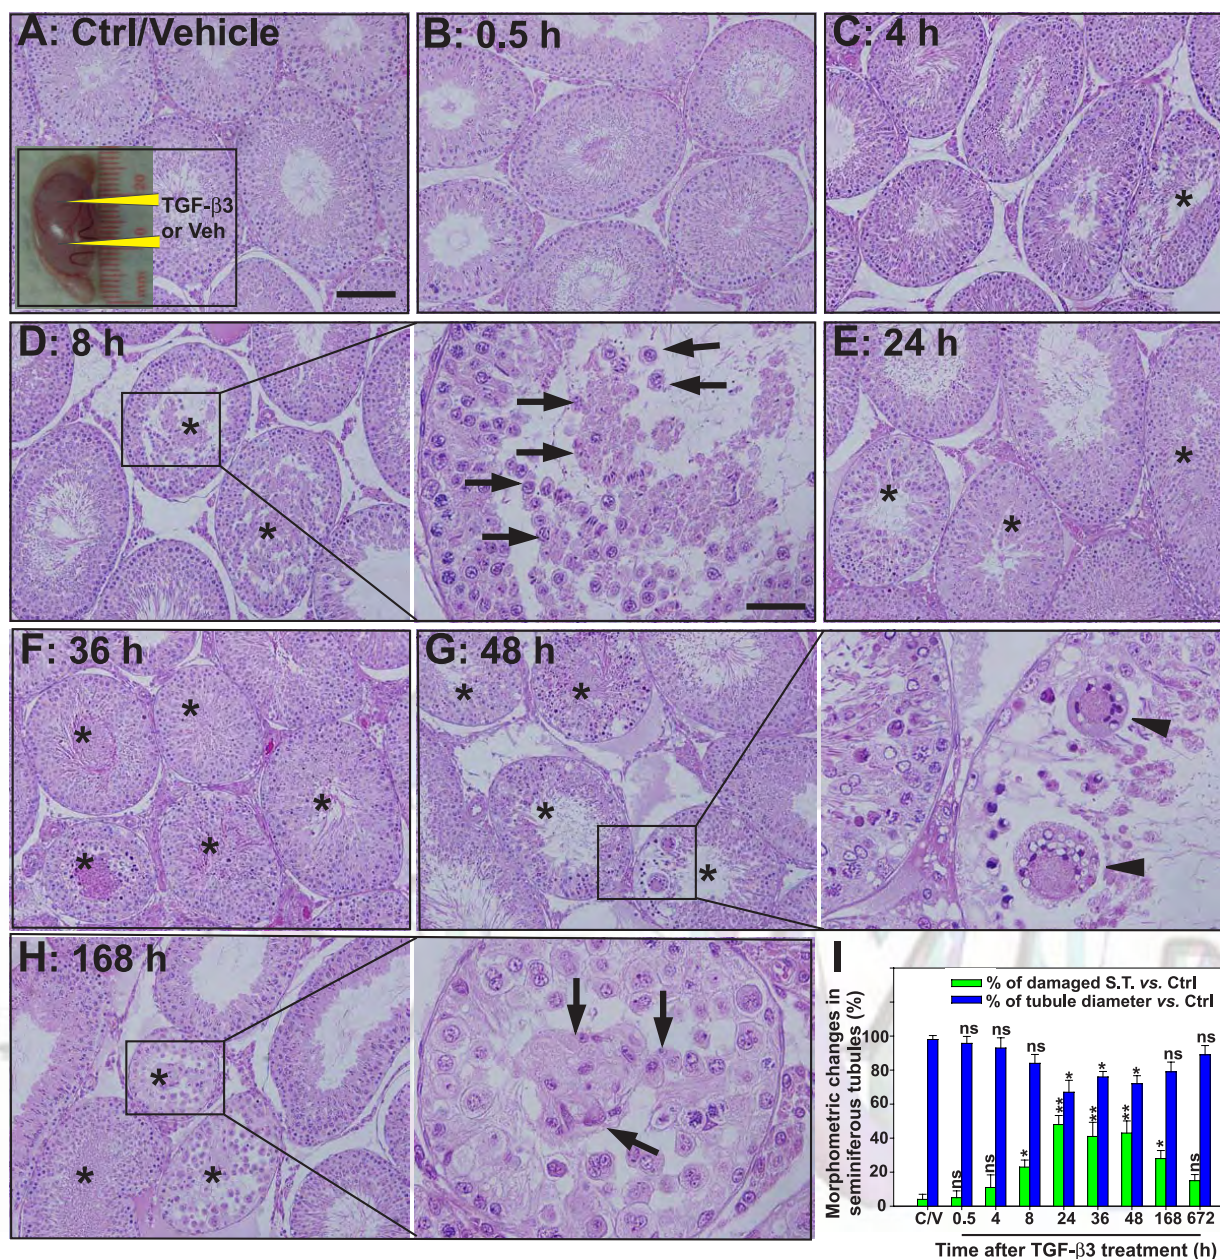 A: Ctrl/Vehicle
TGF-β3
or Veh
B: 0.5 h
C: 4 h
*
D: 8 h
*
*
E: 24 h
*
*
*
F: 36 h
*
*
*
*
*
G: 48 h
*
*
*
*
H: 168 h
*
*
*
I
% of damaged S.T. vs. Ctrl
% of tubule diameter vs. Ctrl
Morphometric changes in
seminiferous tubules (%)
100
80
60
40
20
0
ns
ns
ns
ns
ns
*
*
*
**
*
**
*
**
ns
*
ns
ns
C/V 0.5 4 8 24 36 48 168 672
Time after TGF-β3 treatment (h)